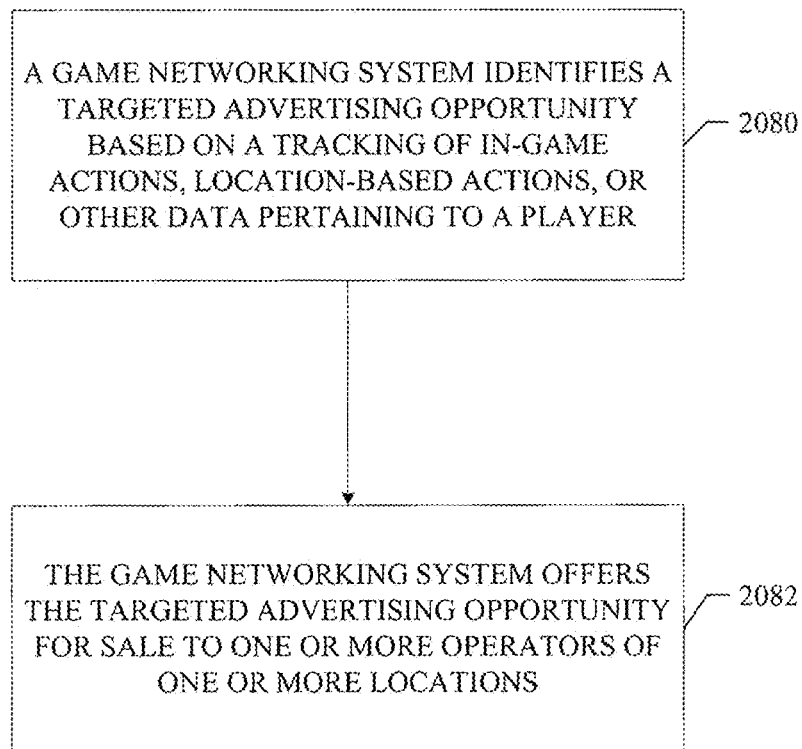 A GAME NETWORKING SYSTEM IDENTIFIES A
TARGETED ADVERTISING OPPORTUNITY
BASED ON A TRACKING OF IN-GAME
ACTIONS, LOCATION-BASED ACTIONS, OR
OTHER DATA PERTAINING TO A PLAYER
2080
THE GAME NETWORKING SYSTEM OFFERS
THE TARGETED ADVERTISING OPPORTUNITY
FOR SALE TO ONE OR MORE OPERATORS OF
ONE OR MORE LOCATIONS
2082